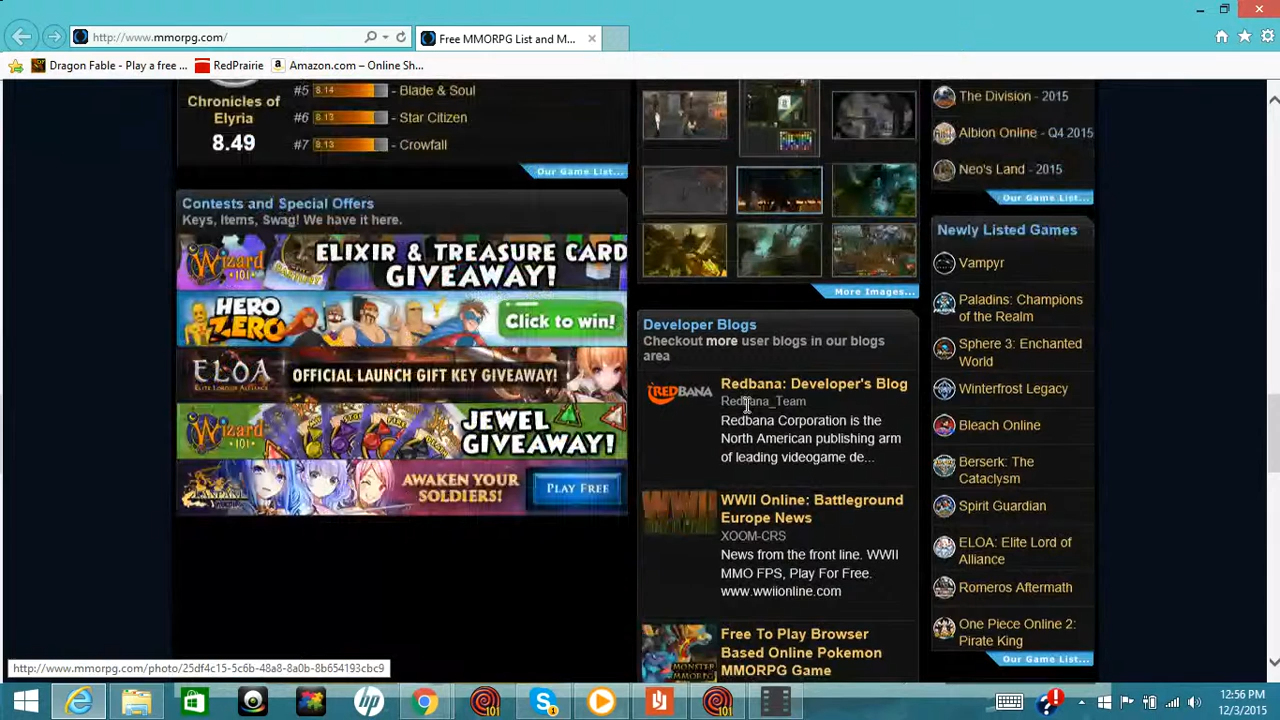 http://www.mmorpg.com/
Free MMORPG List and M...
Dragon Fable - Play a free ...
RedPrairie
Amazon.com – Online Sh...
Chronicles of
Elyria
8.49
#5 8.14 - Blade & Soul
#6 8.13 - Star Citizen
#7 8.13 - Crowfall
Our Game List...
Contests and Special Offers
Keys, Items, Swag! We have it here.
Wizard 101
ELIXIR & TREASURE CARD
GIVEAWAY!
HERO
ZERO
Click to win!
ELOA
OFFICIAL LAUNCH GIFT KEY GIVEAWAY!
Wizard 101
JEWEL
GIVEAWAY!
AWAKEN YOUR
SOLDIERS!
PLAY FREE
More Images...
Developer Blogs
Checkout more user blogs in our blogs
area
REDBANA
Redbana: Developer's Blog
Redbana_Team
Redbana Corporation is the
North American publishing arm
of leading videogame de...
WWII
WWII Online: Battleground
Europe News
XOOM-CRS
News from the front line. WWII
MMO FPS, Play For Free.
www.wwiionline.com
MONSTER
MMORPG
Free To Play Browser
Based Online Pokemon
MMORPG Game
The Division - 2015
Albion Online - Q4 2015
Neo's Land - 2015
Our Game List...
Newly Listed Games
Vampyr
Paladins: Champions
of the Realm
Sphere 3: Enchanted
World
Winterfrost Legacy
Bleach Online
Berserk: The
Cataclysm
Spirit Guardian
ELOA: Elite Lord of
Alliance
Romeros Aftermath
One Piece Online 2:
Pirate King
Our Game List...
http://www.mmorpg.com/photo/25df4c15-5c6b-48a8-8a0b-8b654193cbc9
12:56 PM
12/3/2015